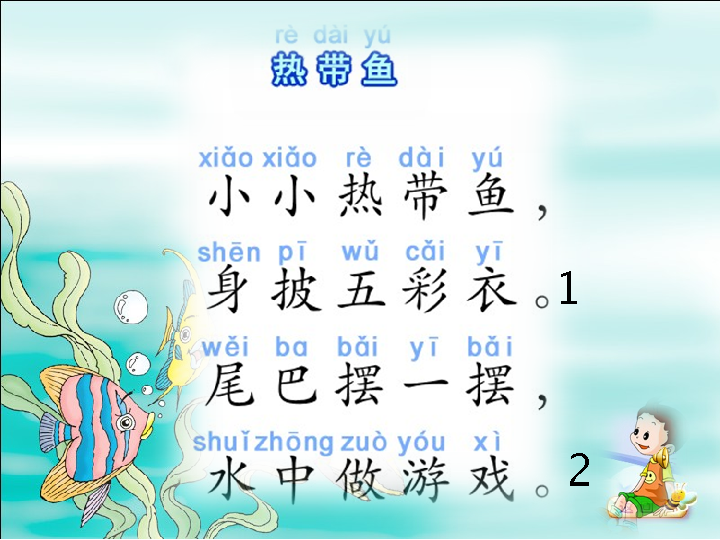 rè dài yú
热带鱼
xiǎo xiǎo rè dài yú
小小热带鱼，
shēn pī wǔ cǎi yī
身披五彩衣。1
wěi ba bǎi yī bǎi
尾巴摆一摆，
shuǐ zhōng zuò yóu xì
水中做游戏。2